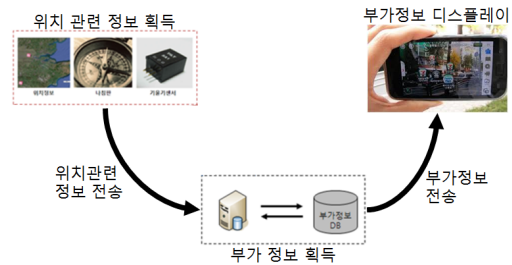 위치 관련 정보 획득
위치정보
나침판
기울기센서
부가정보 디스플레이
위치관련
정보 전송
부가정보
DB
부가 정보 획득
부가정보
전송